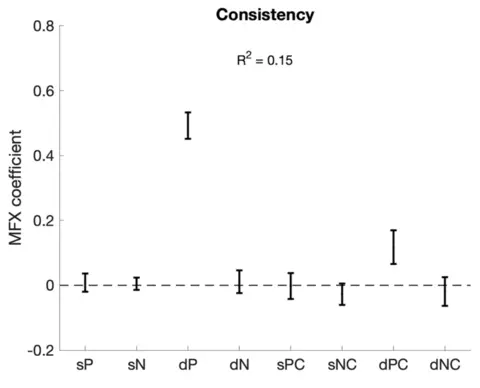 Consistency
R² = 0.15
MFX coefficient
0.8
0.6
0.4
0.2
0
-0.2
sP sN dP dN sPC sNC dPC dNC